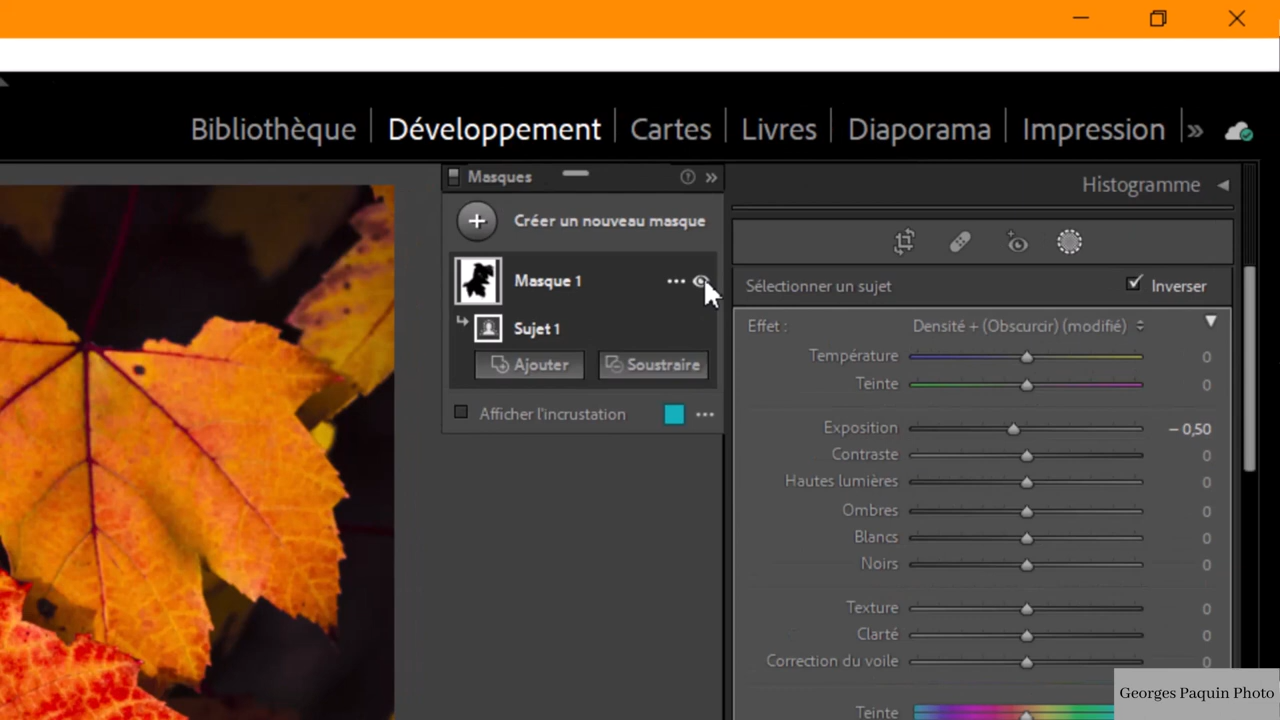 Bibliothèque | Développement | Cartes | Livres | Diaporama | Impression | »
Masques
Histogramme
Créer un nouveau masque
Masque 1
Sujet 1
Ajouter Soustraire
Afficher l'incrustation
Sélectionner un sujet Inverser
Effet : Densité + (Obscurcir) (modifié)
Température 0
Teinte 0
Exposition – 0,50
Contraste 0
Hautes lumières 0
Ombres 0
Blancs 0
Noirs 0
Texture 0
Clarté 0
Correction du voile 0
Teinte
Georges Paquin Photo